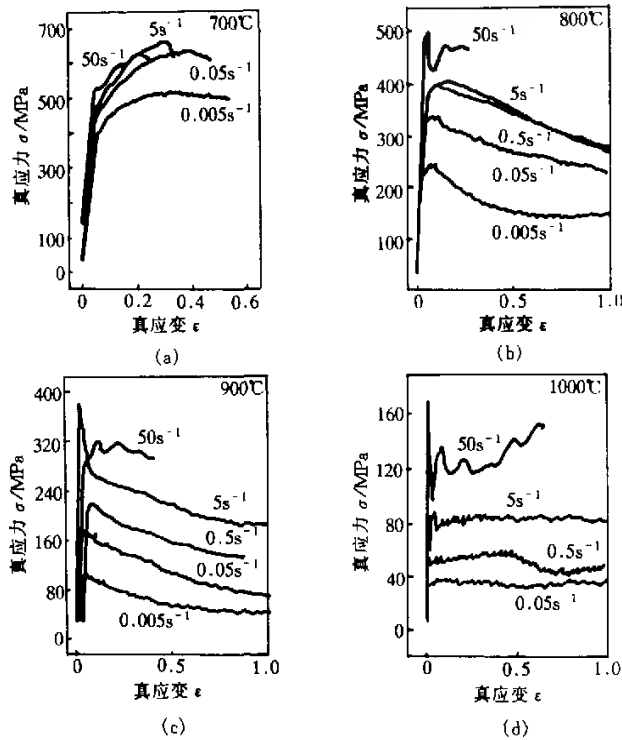 700℃
700
600
500
400
300
200
100
0
50s⁻¹
5s⁻¹
0.05s⁻¹
0.005s⁻¹
真应力 σ/MPa
0 0.2 0.4 0.6
真应变 ε
(a)
800℃
500
400
300
200
100
50s⁻¹
5s⁻¹
0.5s⁻¹
0.05s⁻¹
0.005s⁻¹
真应力 σ/MPa
0 0.5
真应变 ε
(b)
900℃
400
320
240
160
80
0
50s⁻¹
5s⁻¹
0.5s⁻¹
0.05s⁻¹
0.005s⁻¹
真应力 σ/MPa
0 0.5 1.0
真应变 ε
(c)
1000℃
160
120
80
40
0
50s⁻¹
5s⁻¹
0.5s⁻¹
0.05s⁻¹
真应力 σ/MPa
0 0.5 1.0
真应变 ε
(d)